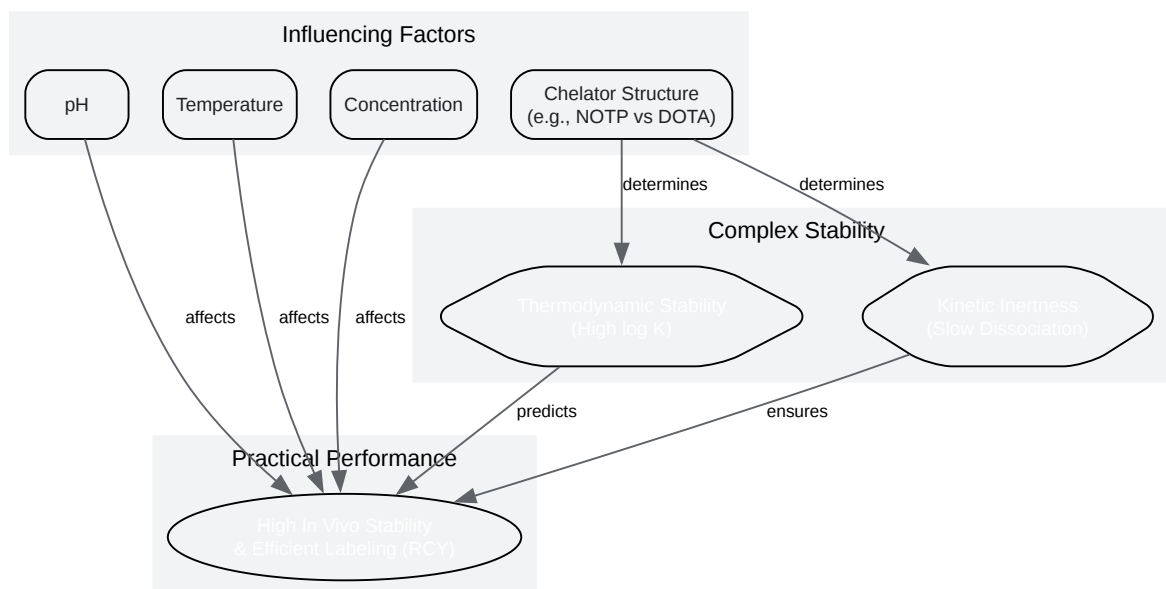 Influencing Factors
pH
Temperature
Concentration
Chelator Structure
(e.g., NOTP vs DOTA)
determines
determines
Complex Stability
Thermodynamic Stability
(High log K)
Kinetic Inertness
(Slow Dissociation)
affects
affects
affects
predicts
ensures
Practical Performance
High In Vivo Stability
& Efficient Labeling (RCY)